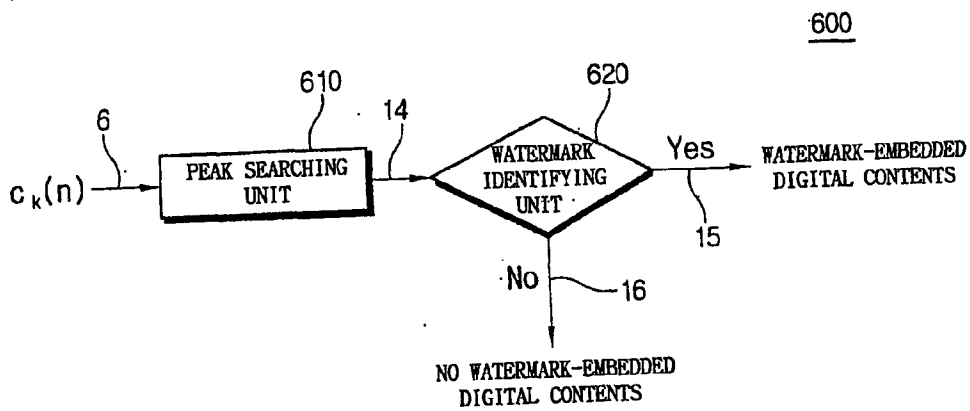 600
610
620
6
14
PEAK SEARCHING
UNIT
cₖ(n)
WATERMARK
IDENTIFYING
UNIT
Yes
WATERMARK-EMBEDDED
DIGITAL CONTENTS
15
No
16
NO WATERMARK-EMBEDDED
DIGITAL CONTENTS